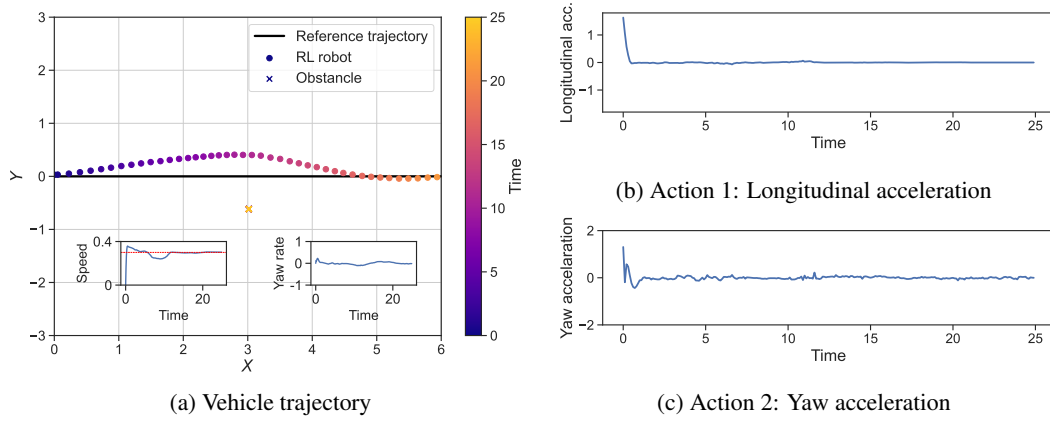 3
2
1
0
−1
−2
−3
Y
Reference trajectory
RL robot
Obstancle
0.4
0.0
Speed
0
20
Time
1
0
−1
Yaw rate
0
20
Time
0 1 2 3 4 5 6
X
25
20
15
10
5
0
Time
(a) Vehicle trajectory
Longitudinal acc.
1
0
−1
0 5 10 15 20 25
Time
(b) Action 1: Longitudinal acceleration
Yaw accelaration
2
0
−2
0 5 10 15 20 25
Time
(c) Action 2: Yaw acceleration